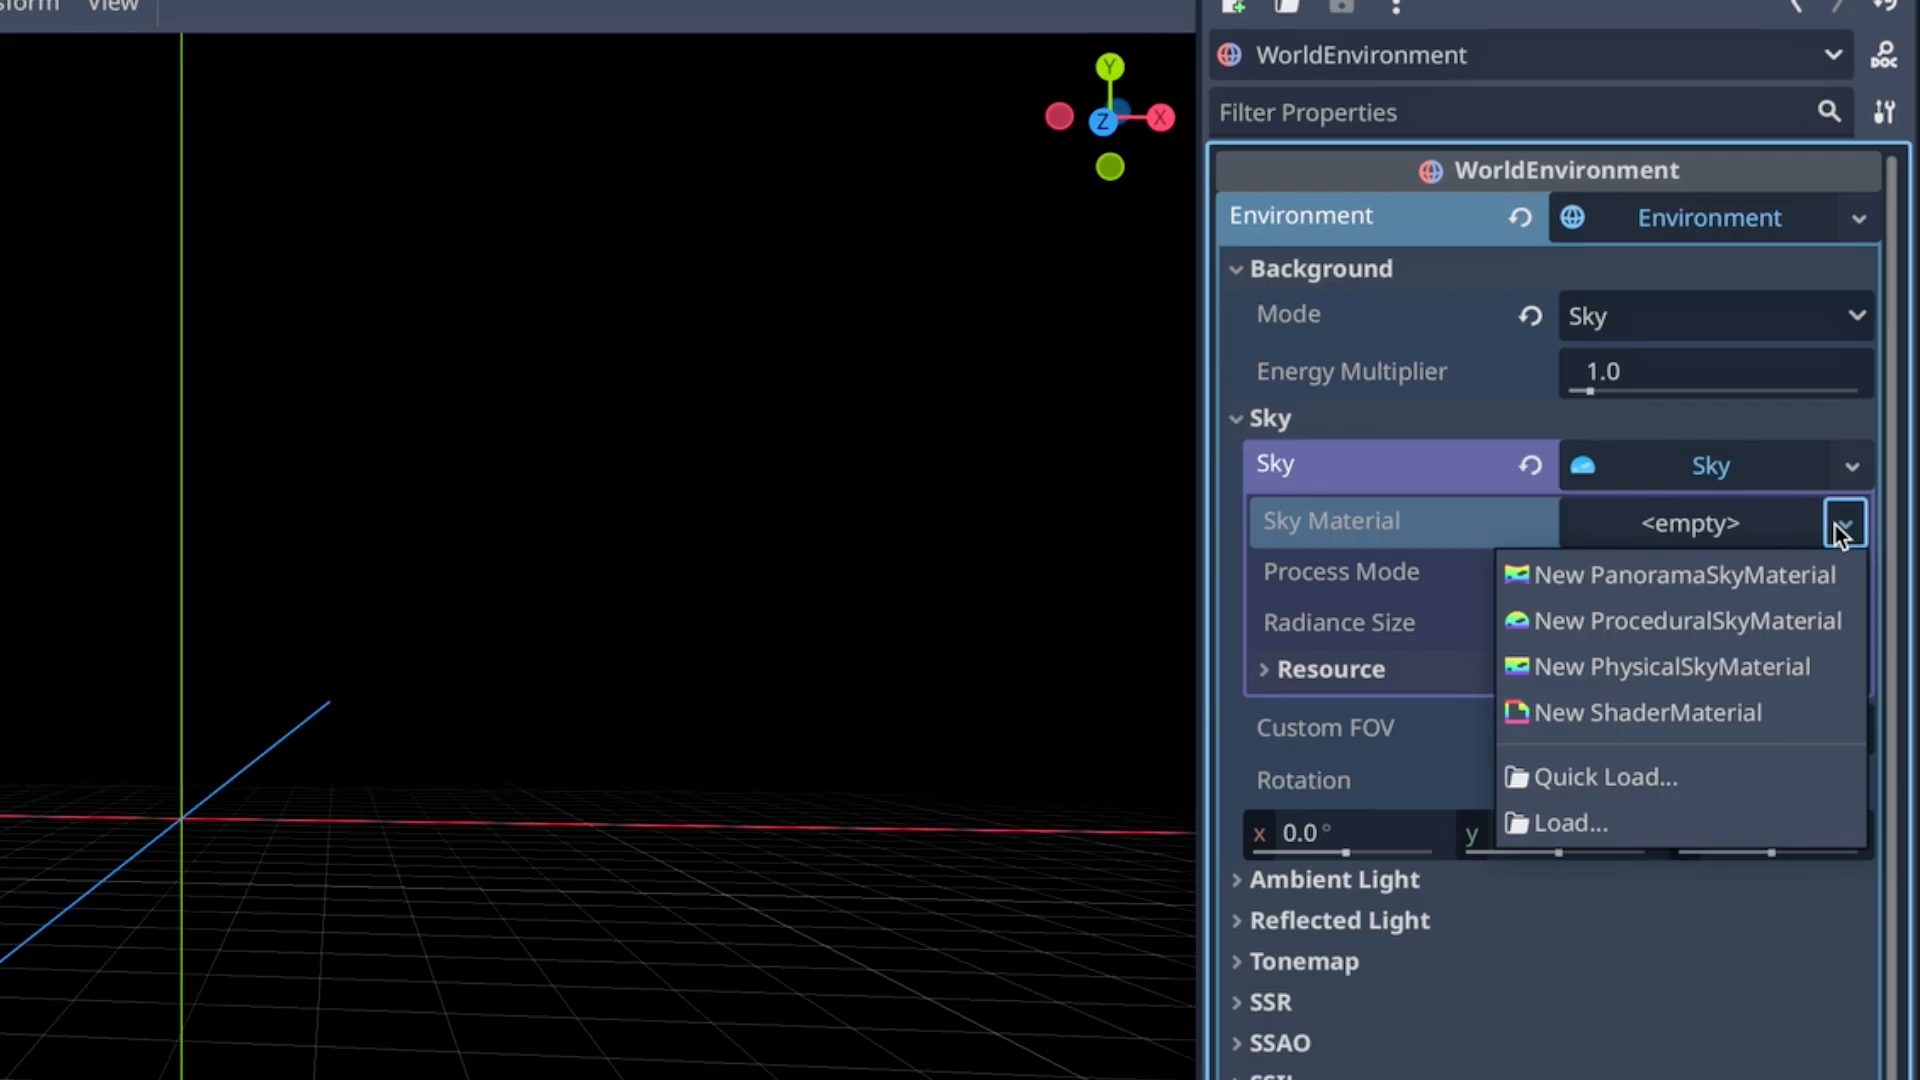 View
WorldEnvironment
DOC
Filter Properties
Y
Z
X
WorldEnvironment
Environment
Environment
Background
Mode
Sky
Energy Multiplier
1.0
Sky
Sky
Sky
Sky Material
<empty>
Process Mode
New PanoramaSkyMaterial
New ProceduralSkyMaterial
Radiance Size
New PhysicalSkyMaterial
Resource
New ShaderMaterial
Custom FOV
Quick Load...
Rotation
Load...
x 0.0 °
y
Ambient Light
Reflected Light
Tonemap
SSR
SSAO